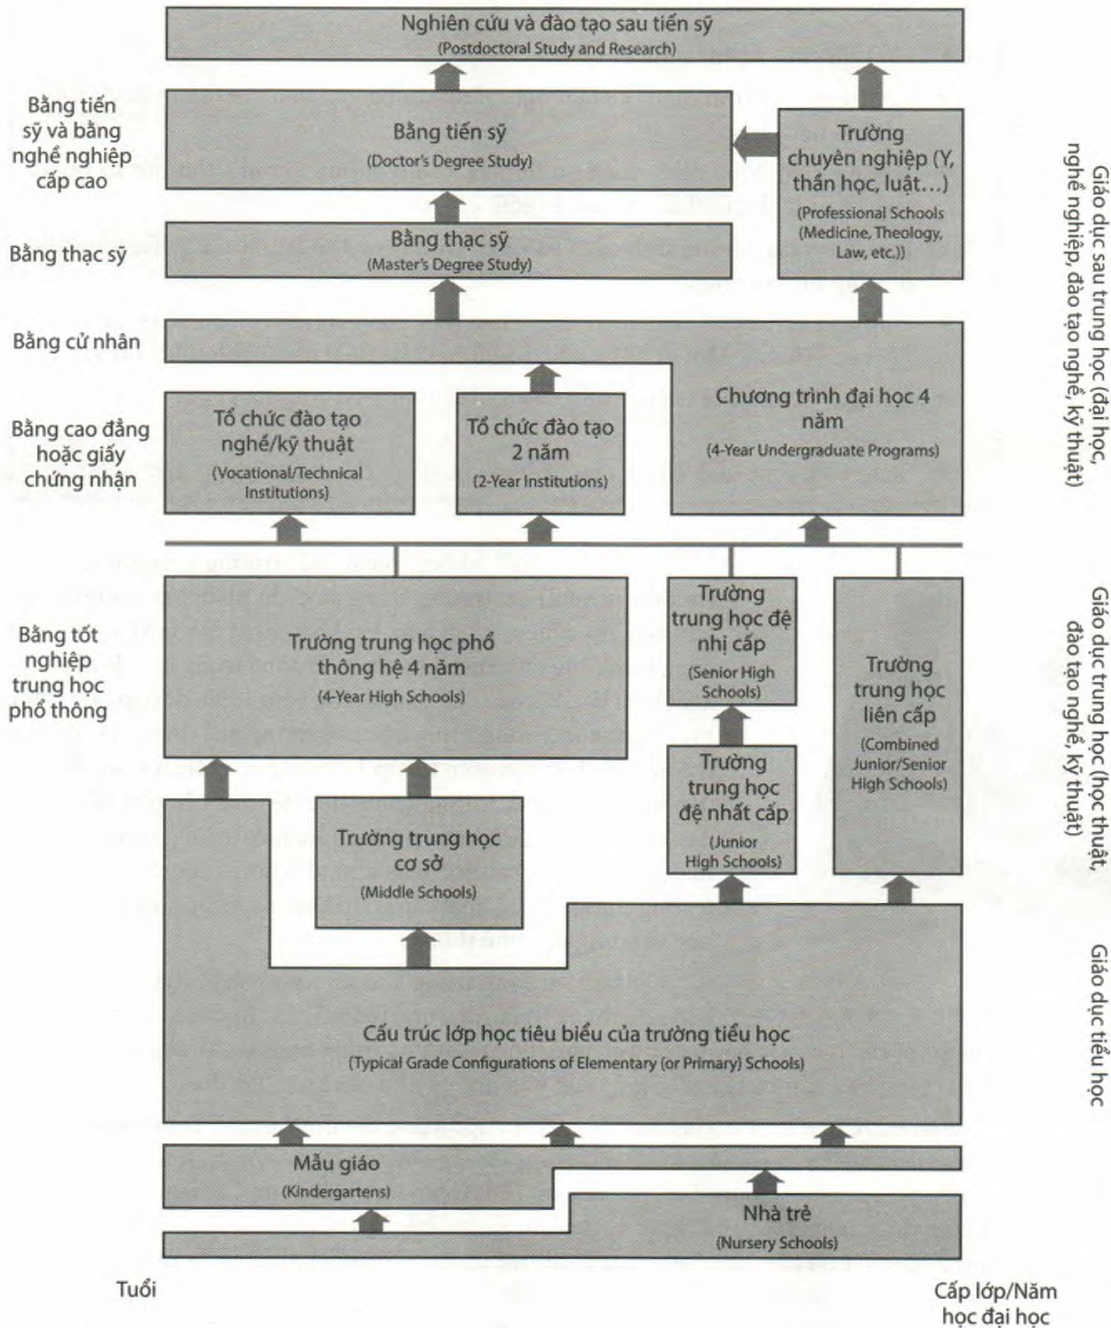 Nghiên cứu và đào tạo sau tiến sỹ
(Postdoctoral Study and Research)
Bằng tiến
sỹ và bằng
nghề nghiệp
cấp cao
Bằng tiến sỹ
(Doctor's Degree Study)
Trường
chuyên nghiệp (Y,
thần học, luật...)
(Professional Schools
(Medicine, Theology,
Law, etc.))
Bằng thạc sỹ
Bằng thạc sỹ
(Master's Degree Study)
Giáo dục sau trung học (đại học,
nghề nghiệp, đào tạo nghề, kỹ thuật)
Bằng cử nhân
Chương trình đại học 4
năm
(4-Year Undergraduate Programs)
Bằng cao đẳng
hoặc giấy
chứng nhận
Tổ chức đào tạo
nghề/kỹ thuật
(Vocational/Technical
Institutions)
Tổ chức đào tạo
2 năm
(2-Year Institutions)
Bằng tốt
nghiệp
trung học
phổ thông
Trường trung học phổ
thông hệ 4 năm
(4-Year High Schools)
Trường
trung học đệ
nhị cấp
(Senior High
Schools)
Trường
trung học
liên cấp
(Combined
Junior/Senior
High Schools)
Giáo dục trung học (học thuật,
đào tạo nghề, kỹ thuật)
Trường trung học
cơ sở
(Middle Schools)
Trường
trung học
đệ nhất cấp
(Junior
High Schools)
Cấu trúc lớp học tiêu biểu của trường tiểu học
(Typical Grade Configurations of Elementary (or Primary) Schools)
Giáo dục tiểu học
Mẫu giáo
(Kindergartens)
Nhà trẻ
(Nursery Schools)
Tuổi
Cấp lớp/Năm
học đại học